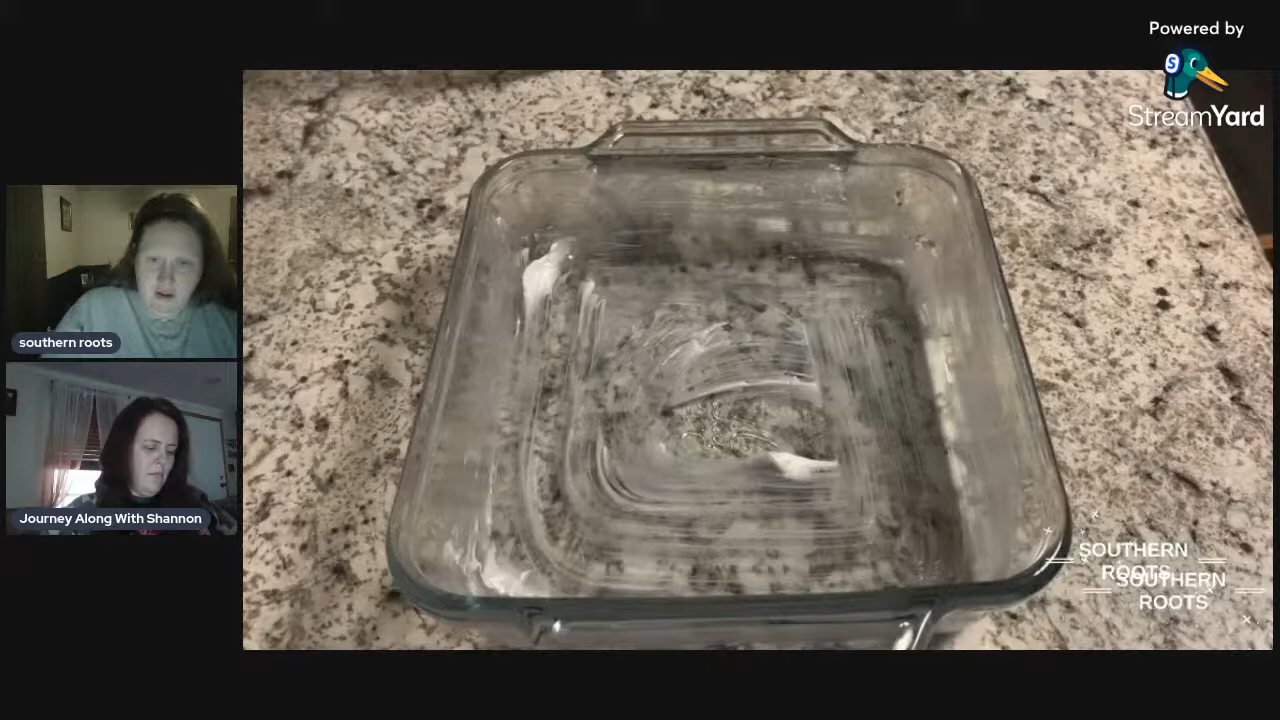 Powered by
S
StreamYard
southern roots
Journey Along With Shannon
SOUTHERN
ROOTS
SOUTHERN
ROOTS